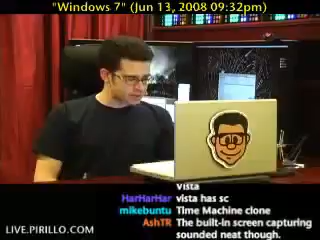 "Windows 7" (Jun 13, 2008 09:32pm)
Vista
HarHarHar vista has sc
mikebuntu Time Machine clone
AshTR The built-in screen capturing
sounded neat though.
LIVE.PIRILLO.COM